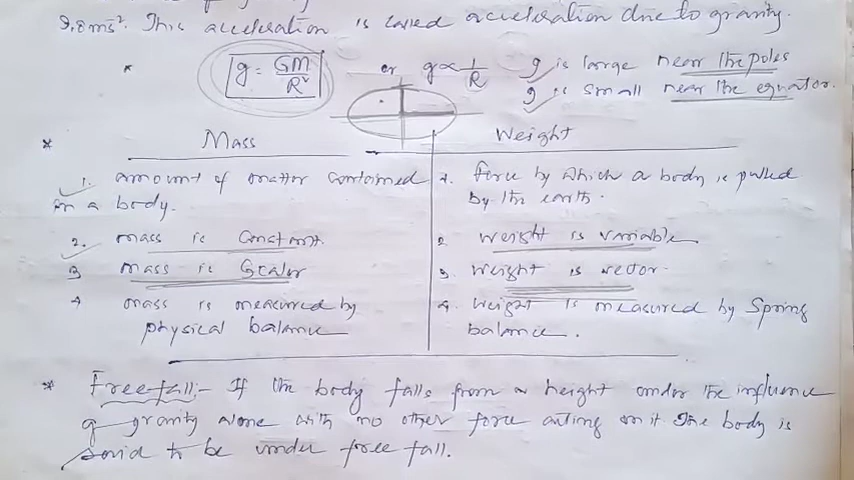 9.8ms². This acceleration is called acceleration due to gravity.
* g = GM/R² or g ∝ 1/R g is large near the poles
g is small near the equator.
* Mass Weight
1. amount of matter contained in a body.
1. Force by which a body is pulled by the earth.
2. mass is Constant.
2 weight is variable
3 mass is Scalar
3. weight is vector.
4 mass is measured by physical balance
4. weight is measured by Spring balance.
* Free-fall:- If the body falls from a height under the influence
of gravity alone with no other force acting on it. The body is
said to be under free fall.